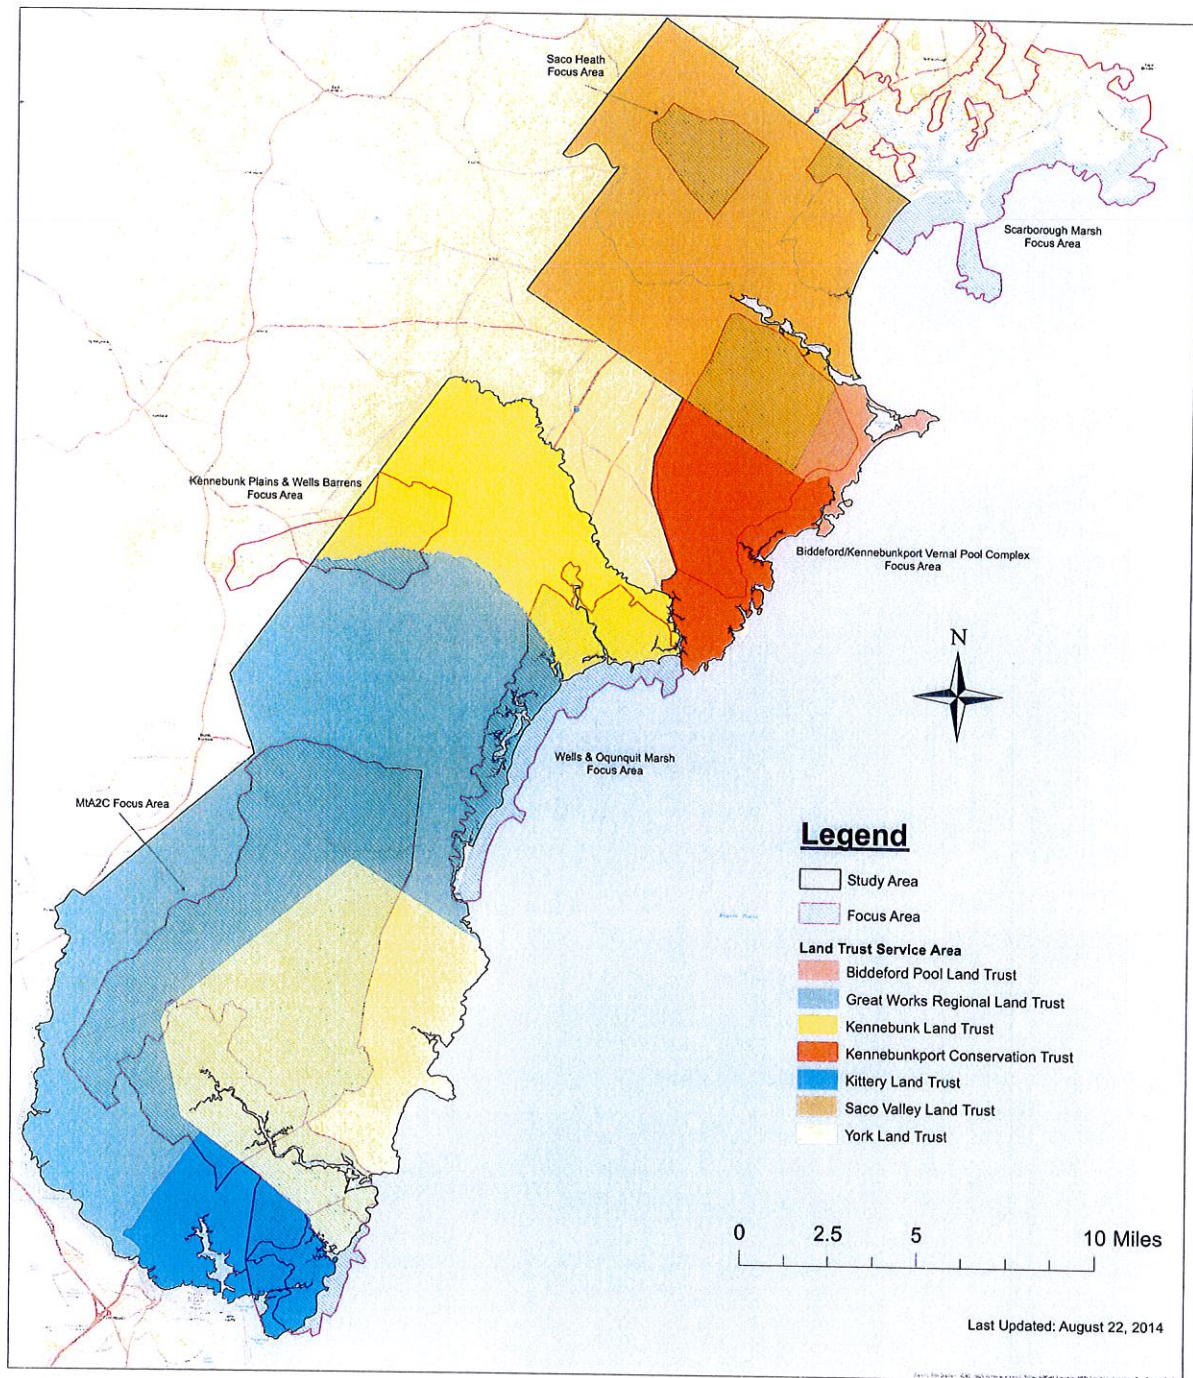 Saco Heath
Focus Area
Scarborough Marsh
Focus Area
Kennebunk Plains & Wells Barrens
Focus Area
Biddeford/Kennebunkport Vernal Pool Complex
Focus Area
N
Wells & Oqunquit Marsh
Focus Area
MtA2C Focus Area
Legend
Study Area
Focus Area
Land Trust Service Area
Biddeford Pool Land Trust
Great Works Regional Land Trust
Kennebunk Land Trust
Kennebunkport Conservation Trust
Kittery Land Trust
Saco Valley Land Trust
York Land Trust
0 2.5 5 10 Miles
Last Updated: August 22, 2014